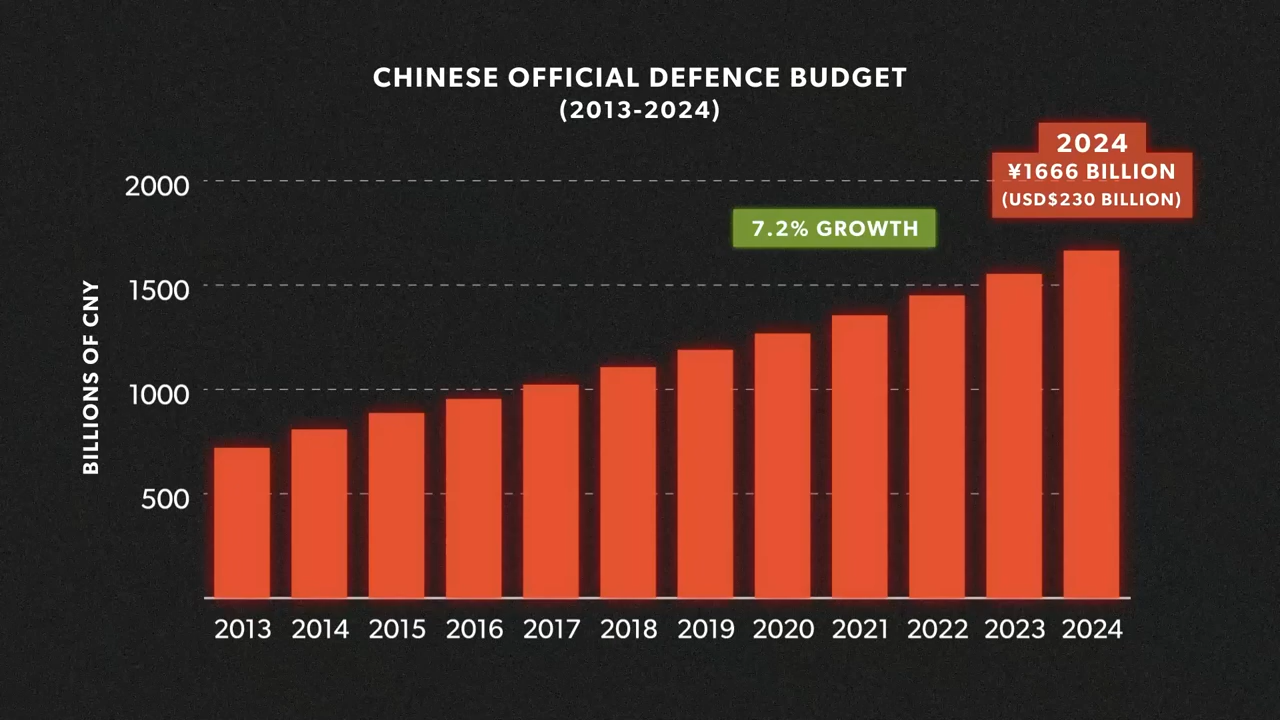 CHINESE OFFICIAL DEFENCE BUDGET
(2013-2024)
2024
¥1666 BILLION
(USD$230 BILLION)
7.2% GROWTH
BILLIONS OF CNY
2000
1500
1000
500
2013 2014 2015 2016 2017 2018 2019 2020 2021 2022 2023 2024